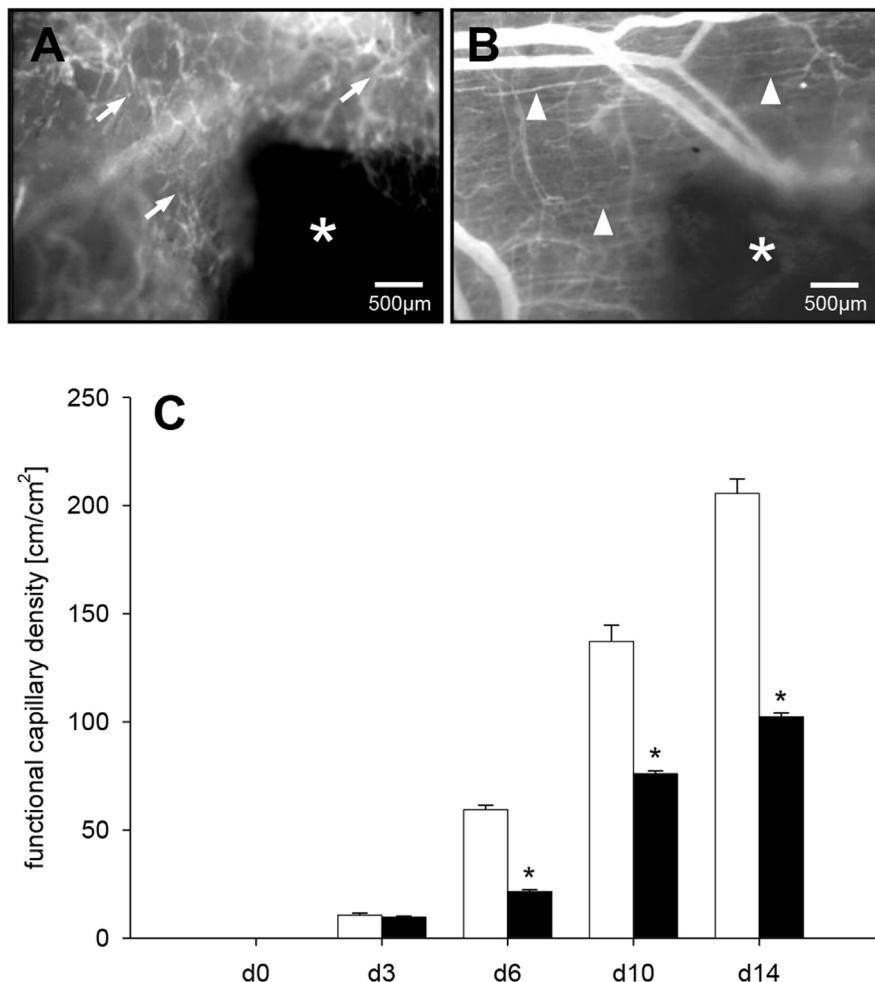 A
*
500µm
B
*
500µm
C
functional capillary density [cm/cm²]
250
200
150
100
50
0
*
*
*
d0
d3
d6
d10
d14